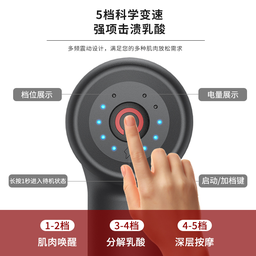 5档科学变速
强项击溃乳酸
多频震动设计，满足您的多种肌肉放松需求
档位展示
电量展示
长按1秒进入待机状态
启动/加档键
1-2档
3-4档
4-5档
肌肉唤醒
分解乳酸
深层按摩